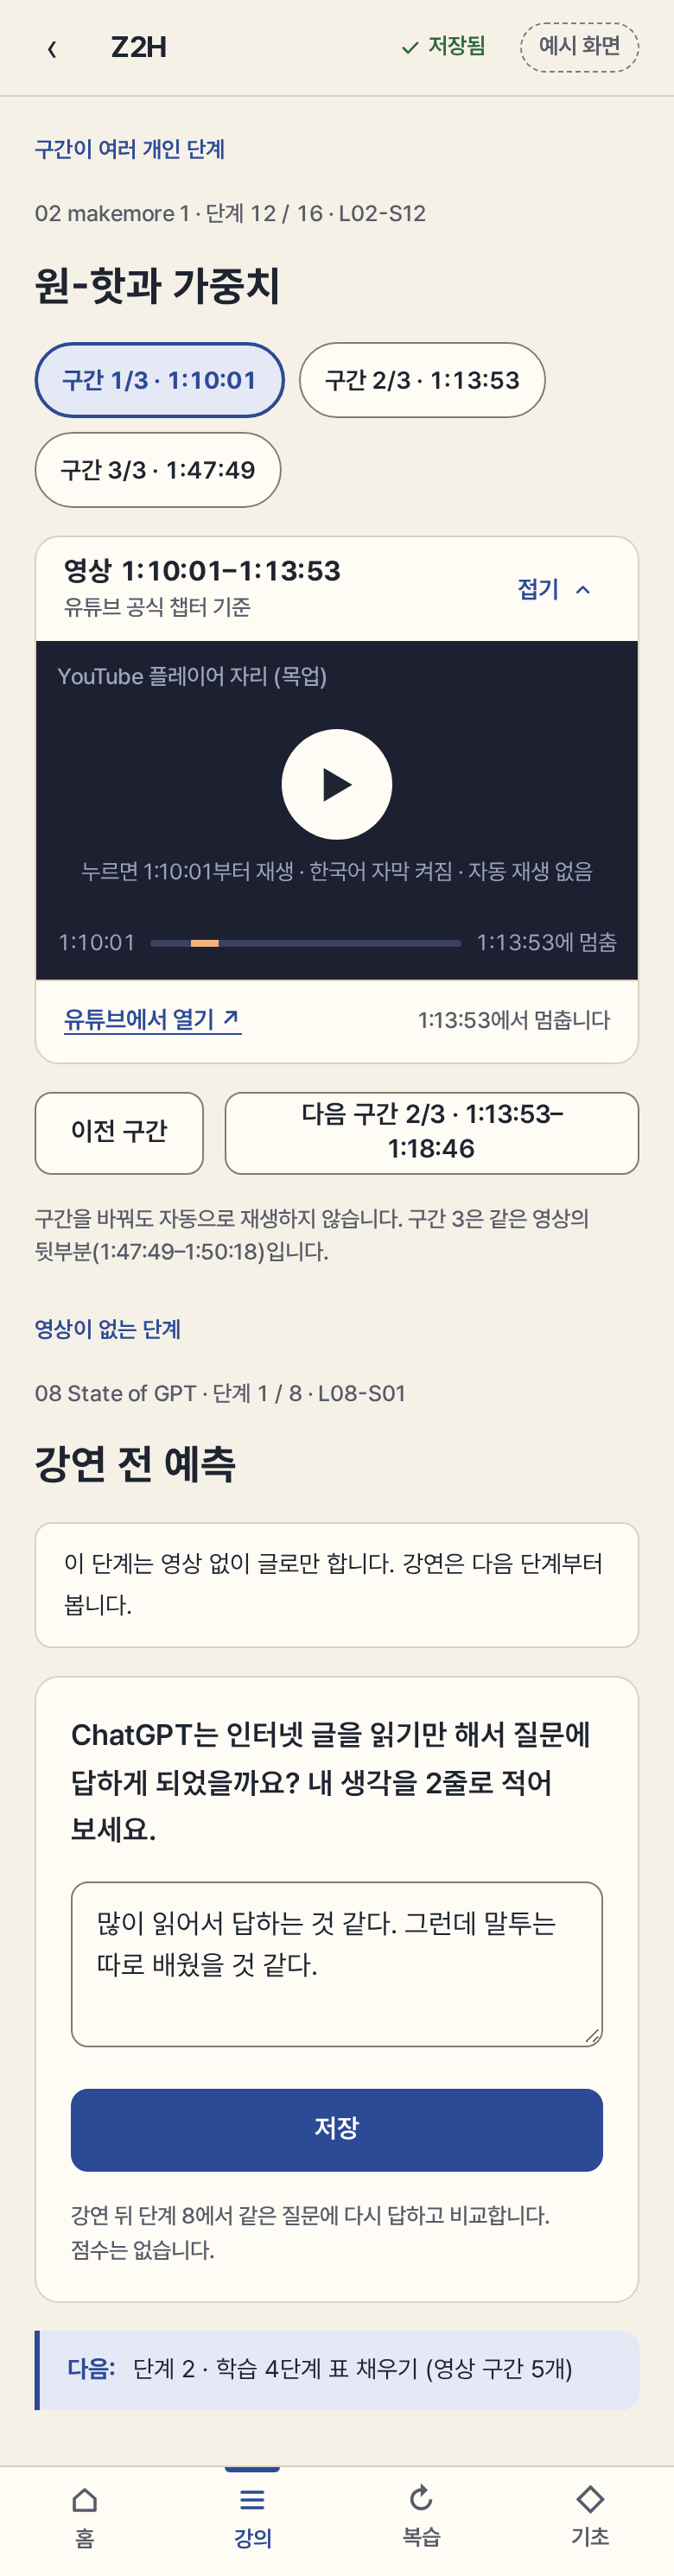 Z2H
✓ 저장됨
예시 화면
구간이 여러 개인 단계
02 makemore 1 · 단계 12 / 16 · L02-S12
원-핫과 가중치
구간 1/3 · 1:10:01
구간 2/3 · 1:13:53
구간 3/3 · 1:47:49
영상 1:10:01–1:13:53
유튜브 공식 챕터 기준
접기
YouTube 플레이어 자리 (목업)
누르면 1:10:01부터 재생 · 한국어 자막 켜짐 · 자동 재생 없음
1:10:01
1:13:53에 멈춤
유튜브에서 열기 ↗
1:13:53에서 멈춥니다
이전 구간
다음 구간 2/3 · 1:13:53–
1:18:46
구간을 바꿔도 자동으로 재생하지 않습니다. 구간 3은 같은 영상의
뒷부분(1:47:49–1:50:18)입니다.
영상이 없는 단계
08 State of GPT · 단계 1 / 8 · L08-S01
강연 전 예측
이 단계는 영상 없이 글로만 합니다. 강연은 다음 단계부터
봅니다.
ChatGPT는 인터넷 글을 읽기만 해서 질문에
답하게 되었을까요? 내 생각을 2줄로 적어
보세요.
많이 읽어서 답하는 것 같다. 그런데 말투는
따로 배웠을 것 같다.
저장
강연 뒤 단계 8에서 같은 질문에 다시 답하고 비교합니다.
점수는 없습니다.
다음: 단계 2 · 학습 4단계 표 채우기 (영상 구간 5개)
홈
강의
복습
기초